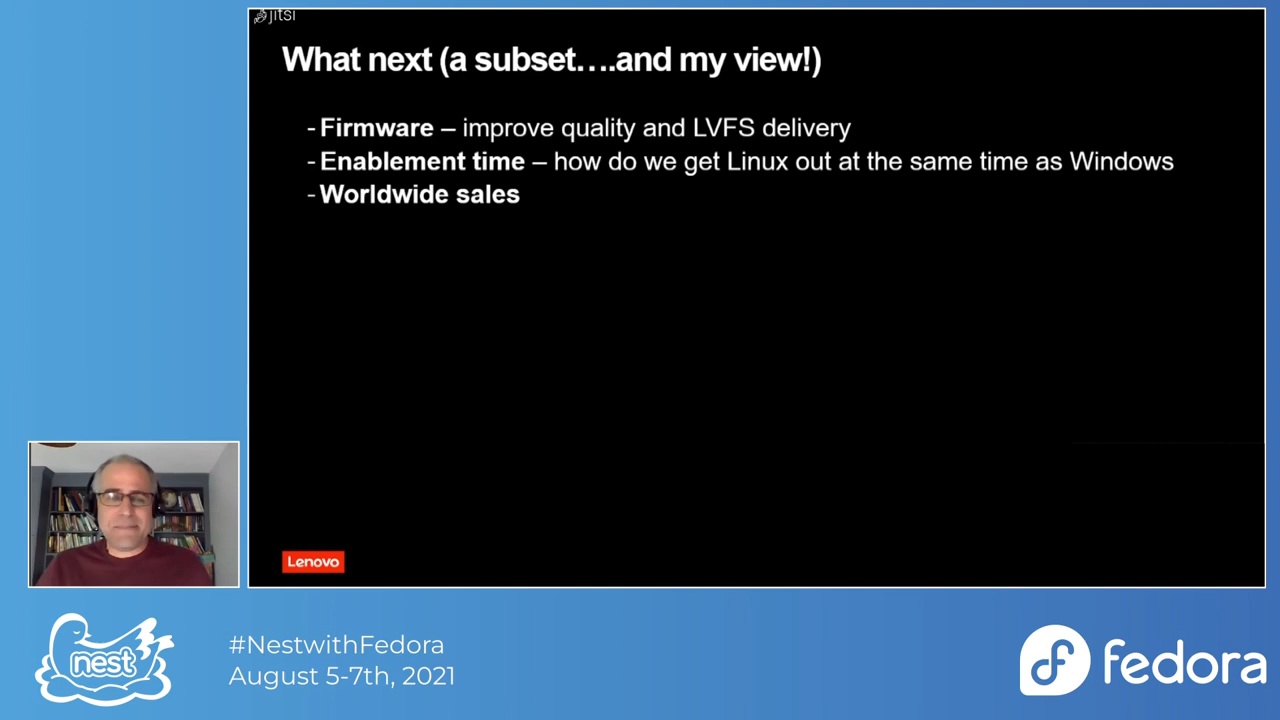 jitsi
What next (a subset….and my view!)
- Firmware – improve quality and LVFS delivery
- Enablement time – how do we get Linux out at the same time as Windows
- Worldwide sales
Lenovo
nest
#NestwithFedora
August 5-7th, 2021
fedora